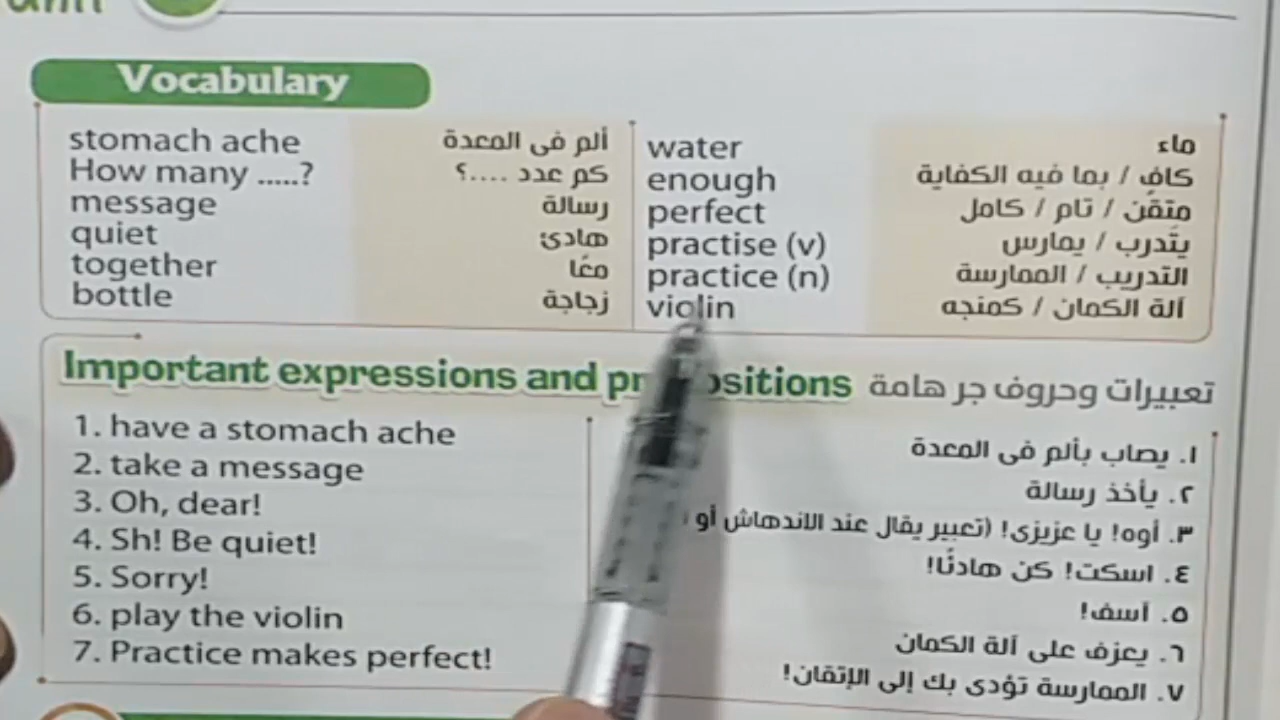 Vocabulary
stomach ache ألم فى المعدة
How many .....? كم عدد ....؟
message رسالة
quiet هادئ
together معًا
bottle زجاجة
water ماء
enough كافٍ / بما فيه الكفاية
perfect متقَن / تام / كامل
practise (v) يتَدرب / يمارس
practice (n) التدريب / الممارسة
violin آلة الكمان / كمنجه
Important expressions and pr ositions تعبيرات وحروف جر هامة
1. have a stomach ache ١. يصاب بألم فى المعدة
2. take a message ٢. يأخذ رسالة
3. Oh, dear! ٣. أوه! يا عزيزى! (تعبير يقال عند الاندهاش أو
4. Sh! Be quiet! ٤. اسكت! كن هادئًا!
5. Sorry! ٥. آسف!
6. play the violin ٦. يعزف على آلة الكمان
7. Practice makes perfect! ٧. الممارسة تؤدى بك إلى الإتقان!